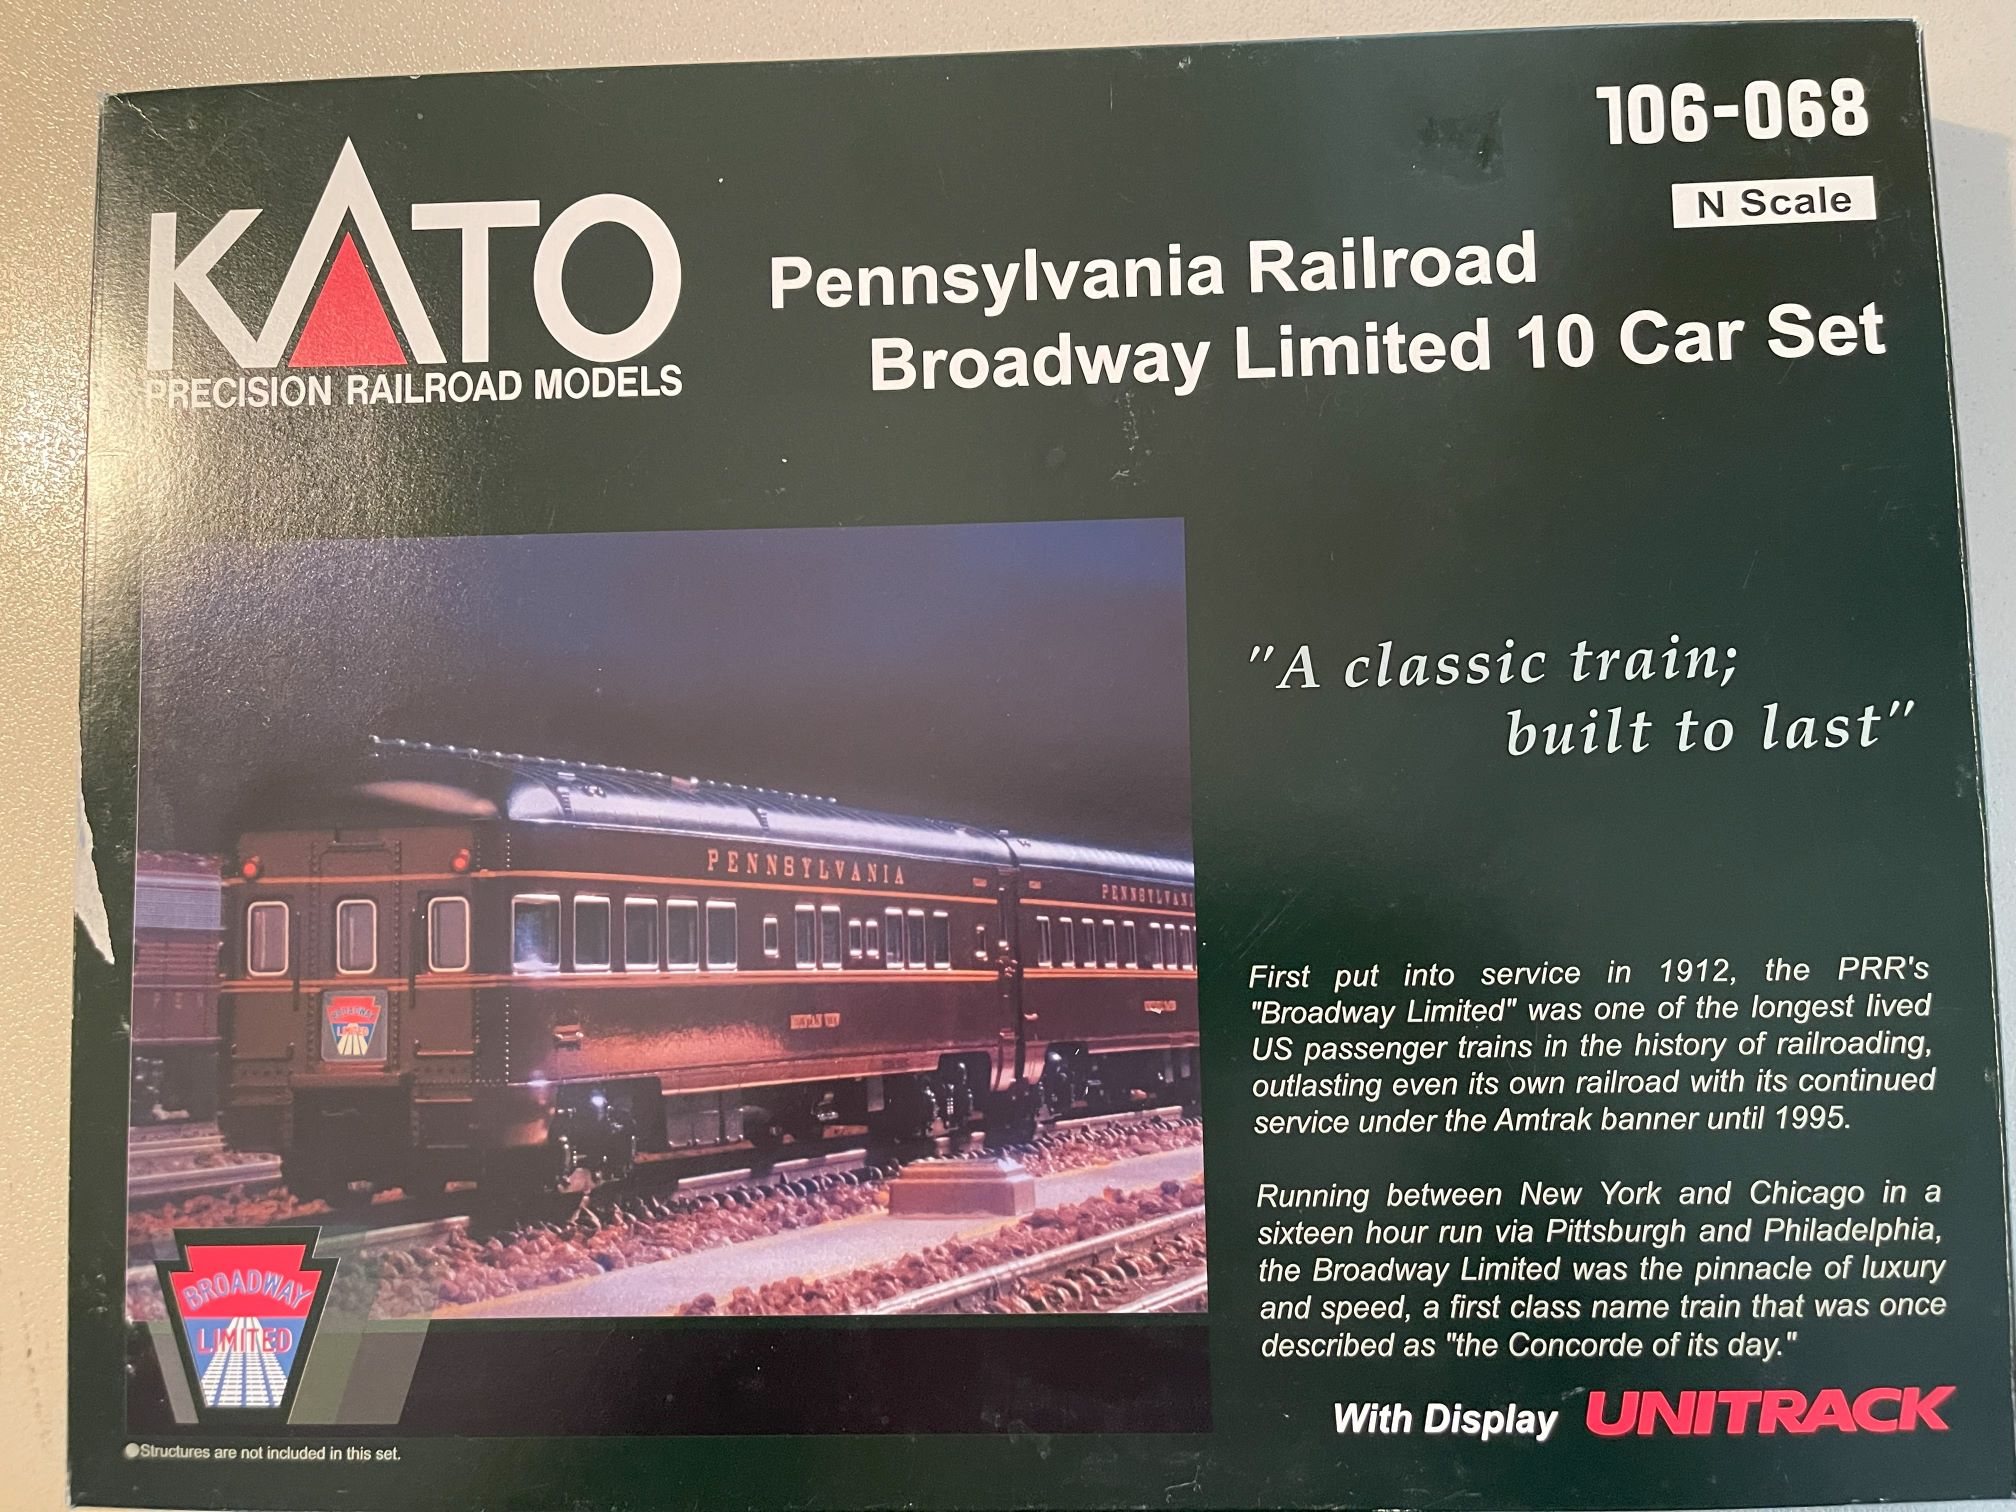 106-068
N Scale
KATO
PRECISION RAILROAD MODELS
Pennsylvania Railroad
Broadway Limited 10 Car Set
"A classic train;
built to last"
PENNSYLVANIA
PENNSYLVANI
BROADWAY
LIMITED
First put into service in 1912, the PRR's
"Broadway Limited" was one of the longest lived
US passenger trains in the history of railroading,
outlasting even its own railroad with its continued
service under the Amtrak banner until 1995.
Running between New York and Chicago in a
sixteen hour run via Pittsburgh and Philadelphia,
the Broadway Limited was the pinnacle of luxury
and speed, a first class name train that was once
described as "the Concorde of its day."
BROADWAY
LIMITED
With Display UNITRACK
●Structures are not included in this set.